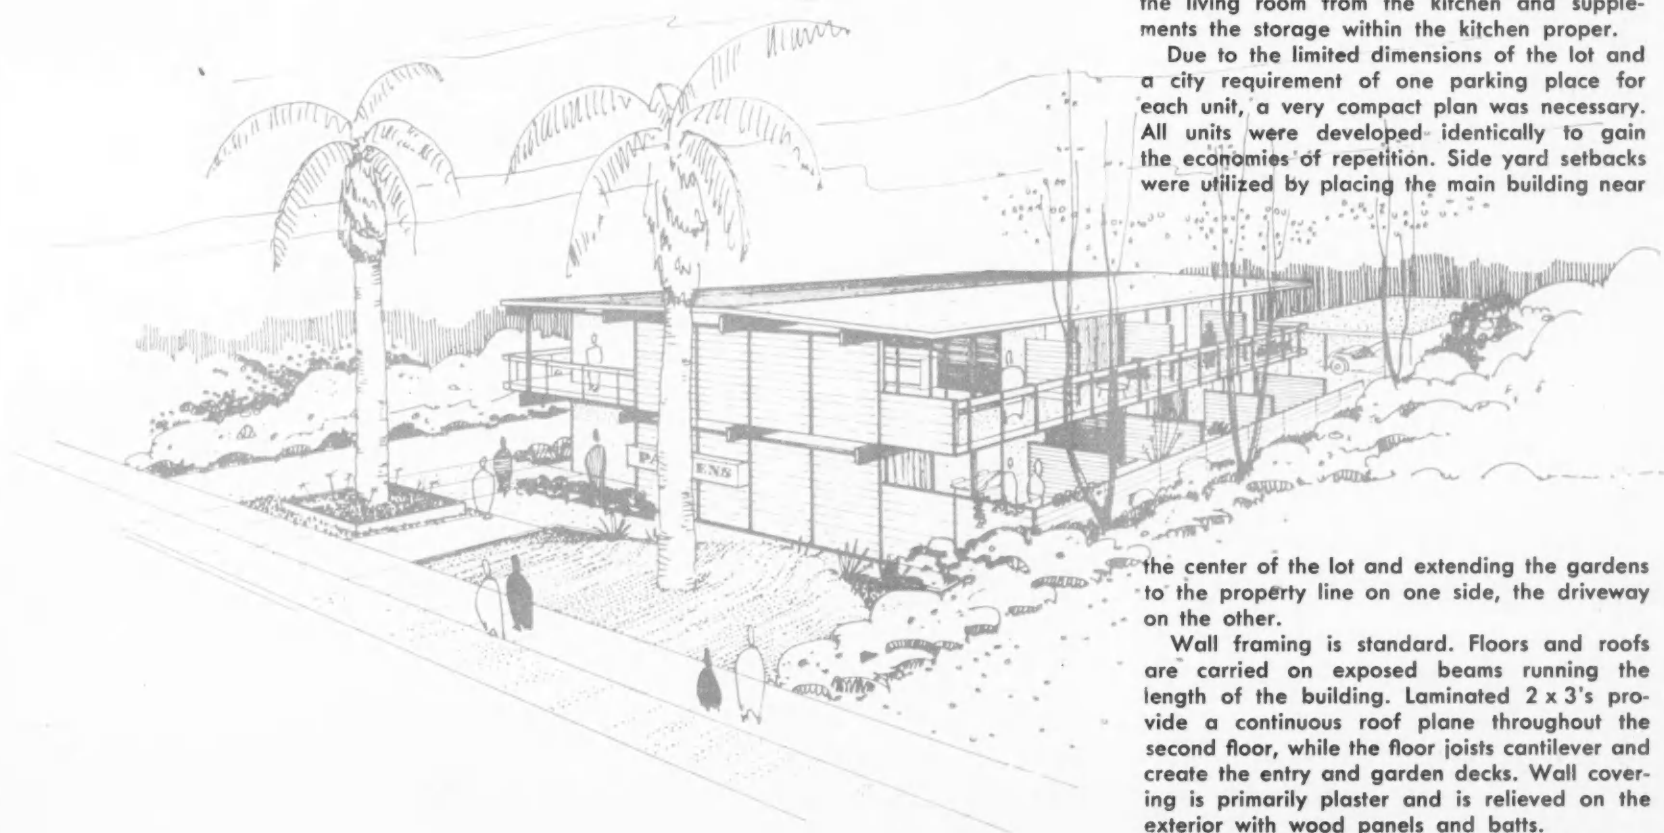 the living room from the kitchen and supple-
ments the storage within the kitchen proper.
Due to the limited dimensions of the lot and
a city requirement of one parking place for
each unit, a very compact plan was necessary.
All units were developed identically to gain
the economies of repetition. Side yard setbacks
were utilized by placing the main building near
PA
ENS
the center of the lot and extending the gardens
to the property line on one side, the driveway
on the other.
Wall framing is standard. Floors and roofs
are carried on exposed beams running the
length of the building. Laminated 2 x 3's pro-
vide a continuous roof plane throughout the
second floor, while the floor joists cantilever and
create the entry and garden decks. Wall cover-
ing is primarily plaster and is relieved on the
exterior with wood panels and batts.